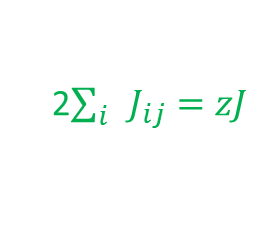 2∑ᵢ Jᵢⱼ = zJ